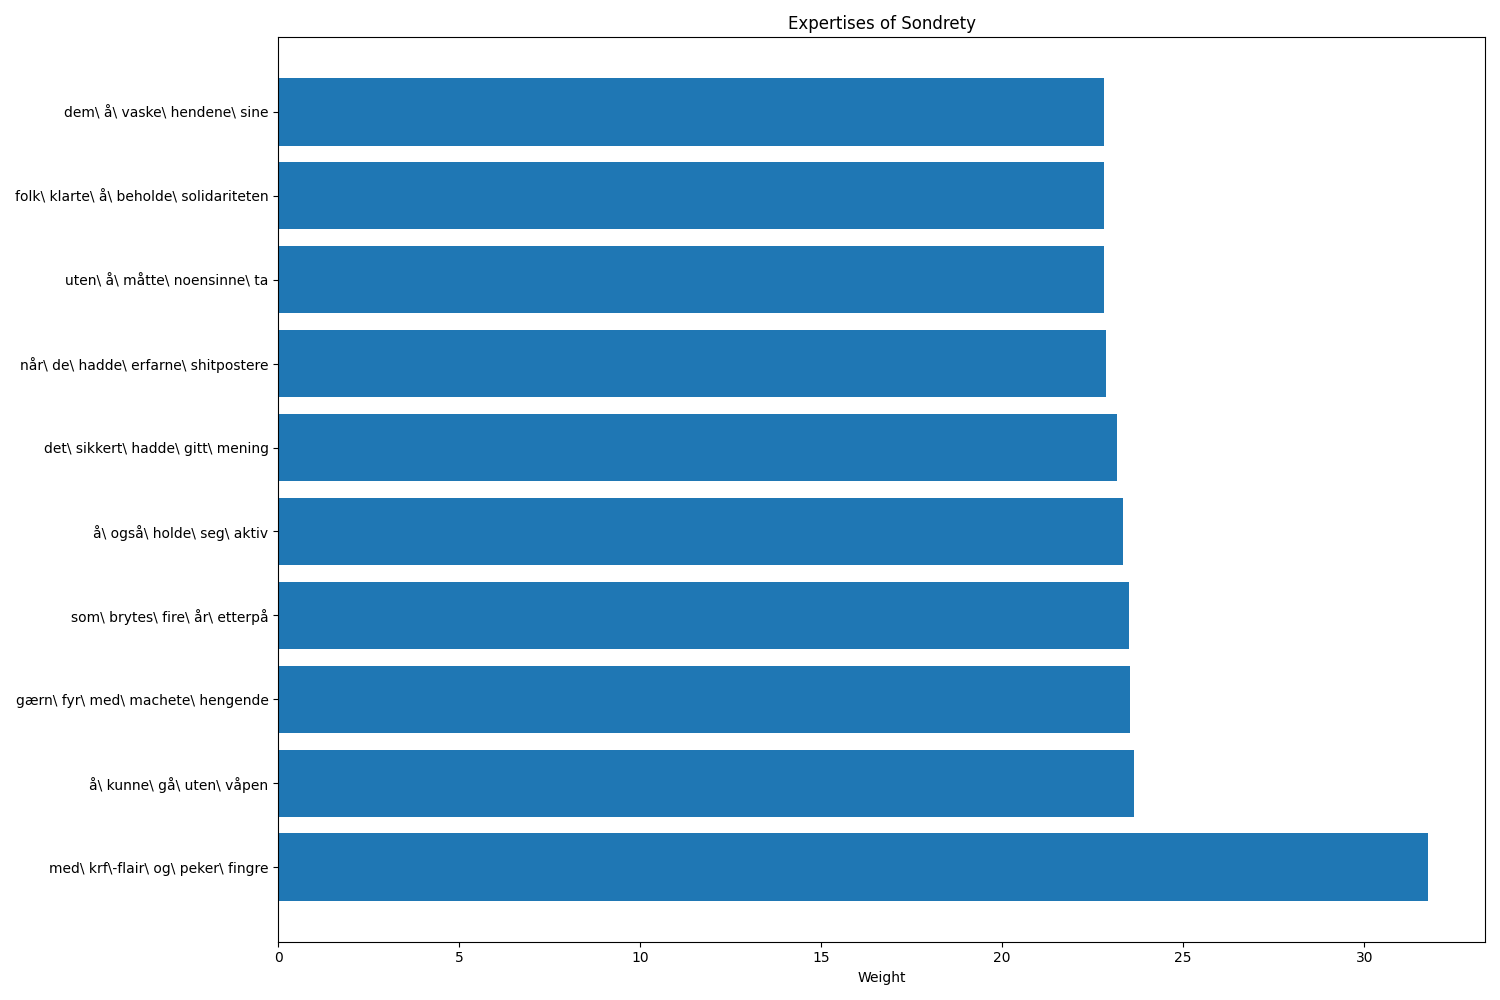 Expertises of Sondrety
dem\ å\ vaske\ hendene\ sine
folk\ klarte\ å\ beholde\ solidariteten
uten\ å\ måtte\ noensinne\ ta
når\ de\ hadde\ erfarne\ shitpostere
det\ sikkert\ hadde\ gitt\ mening
å\ også\ holde\ seg\ aktiv
som\ brytes\ fire\ år\ etterpå
gærn\ fyr\ med\ machete\ hengende
å\ kunne\ gå\ uten\ våpen
med\ krf\-flair\ og\ peker\ fingre
0 5 10 15 20 25 30
Weight